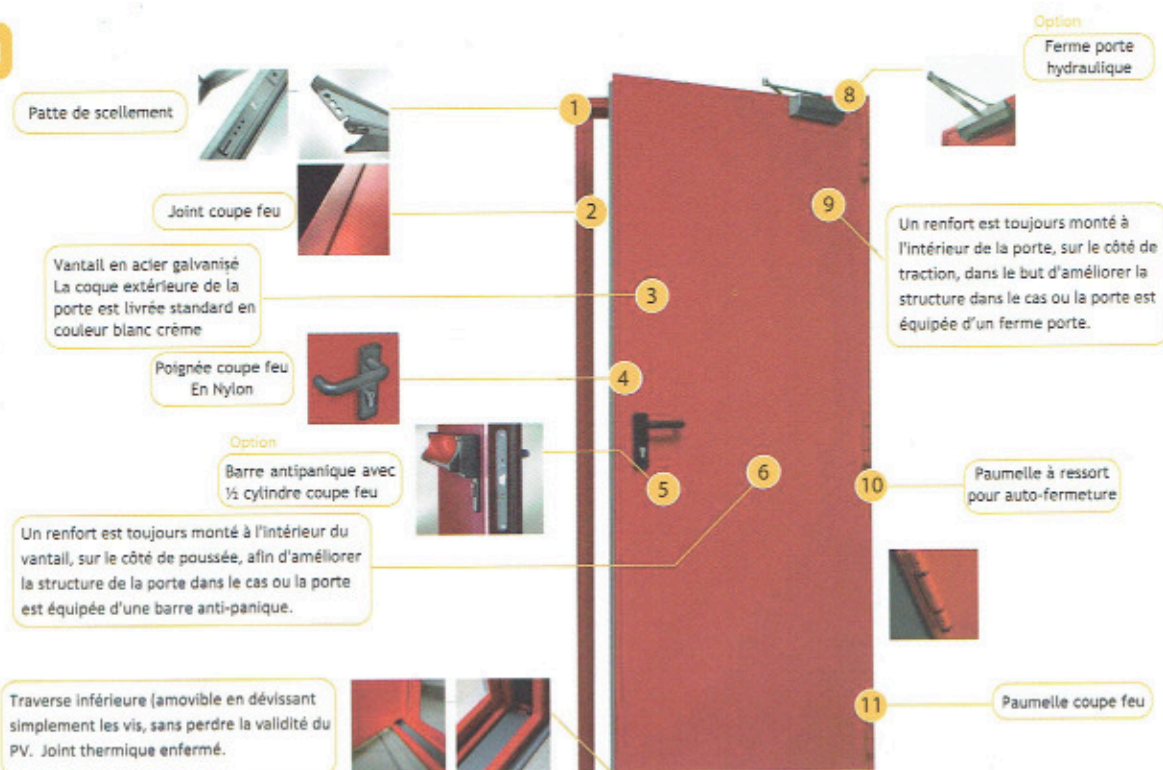 Option
Ferme porte
hydraulique
Patte de scellement
1
8
Joint coupe feu
2
9
Un renfort est toujours monté à
l'intérieur de la porte, sur le côté de
traction, dans le but d'améliorer la
structure dans le cas ou la porte est
équipée d'un ferme porte.
Vantail en acier galvanisé
La coque extérieure de la
porte est livrée standard en
couleur blanc crème
3
Poignée coupe feu
En Nylon
4
Option
Barre antipanique avec
½ cylindre coupe feu
5
6
10
Paumelle à ressort
pour auto-fermeture
Un renfort est toujours monté à l'intérieur du
vantail, sur le côté de poussée, afin d'améliorer
la structure de la porte dans le cas ou la porte
est équipée d'une barre anti-panique.
Traverse inférieure (amovible en dévissant
simplement les vis, sans perdre la validité du
PV. Joint thermique enfermé.
11
Paumelle coupe feu